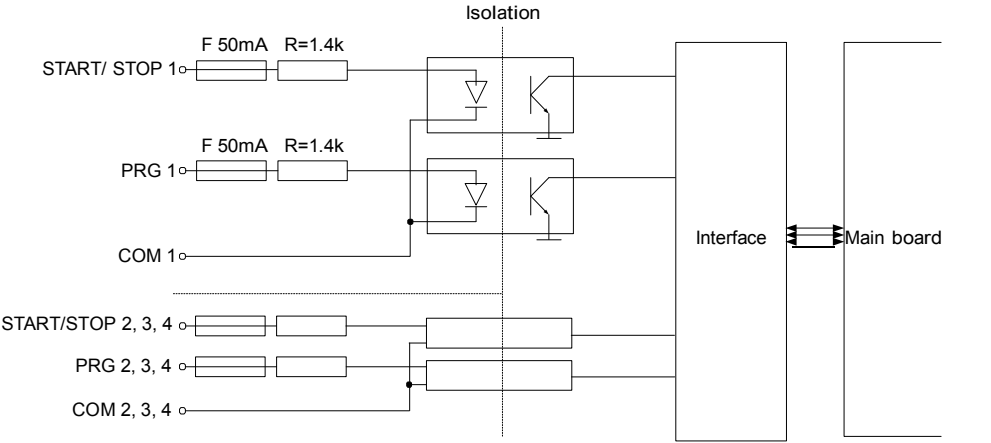 Isolation
F 50mA R=1.4k
START/ STOP 1
F 50mA R=1.4k
PRG 1
Interface Main board
COM 1
START/STOP 2, 3, 4
PRG 2, 3, 4
COM 2, 3, 4